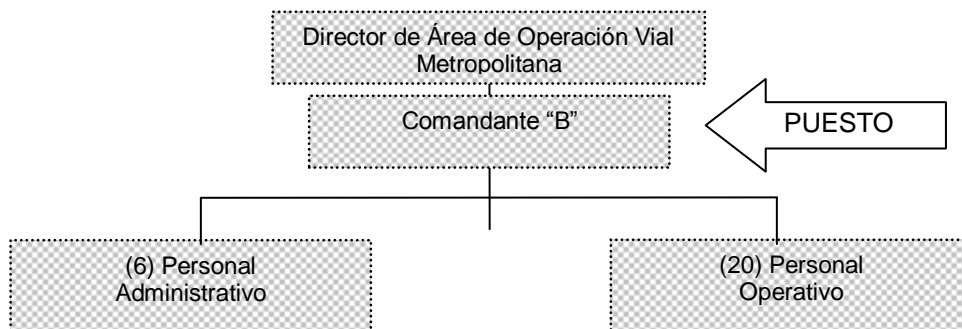 Director de Área de Operación Vial
Metropolitana
Comandante “B”
PUESTO
(6) Personal
Administrativo
(20) Personal
Operativo